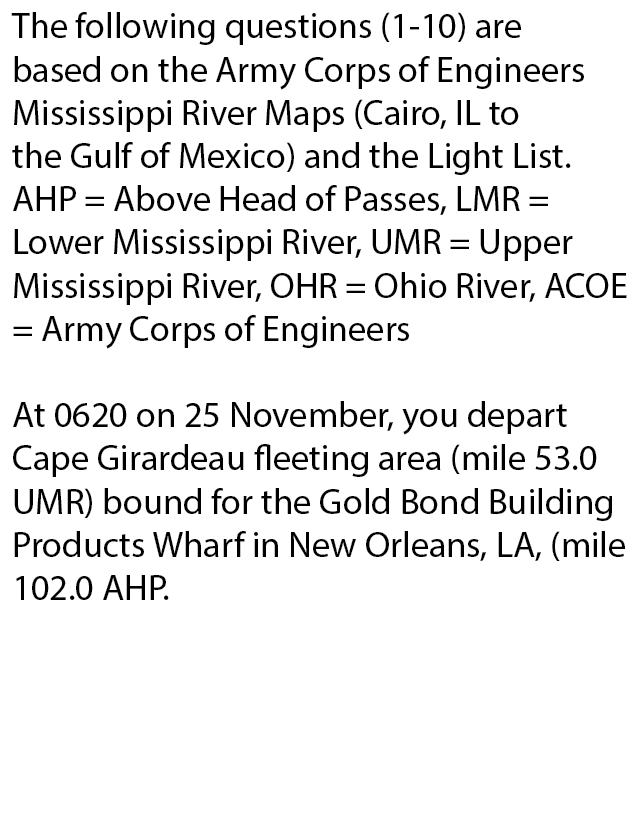 The following questions (1-10) are
based on the Army Corps of Engineers
Mississippi River Maps (Cairo, IL to
the Gulf of Mexico) and the Light List.
AHP = Above Head of Passes, LMR =
Lower Mississippi River, UMR = Upper
Mississippi River, OHR = Ohio River, ACOE
= Army Corps of Engineers
At 0620 on 25 November, you depart
Cape Girardeau fleeting area (mile 53.0
UMR) bound for the Gold Bond Building
Products Wharf in New Orleans, LA, (mile
102.0 AHP.